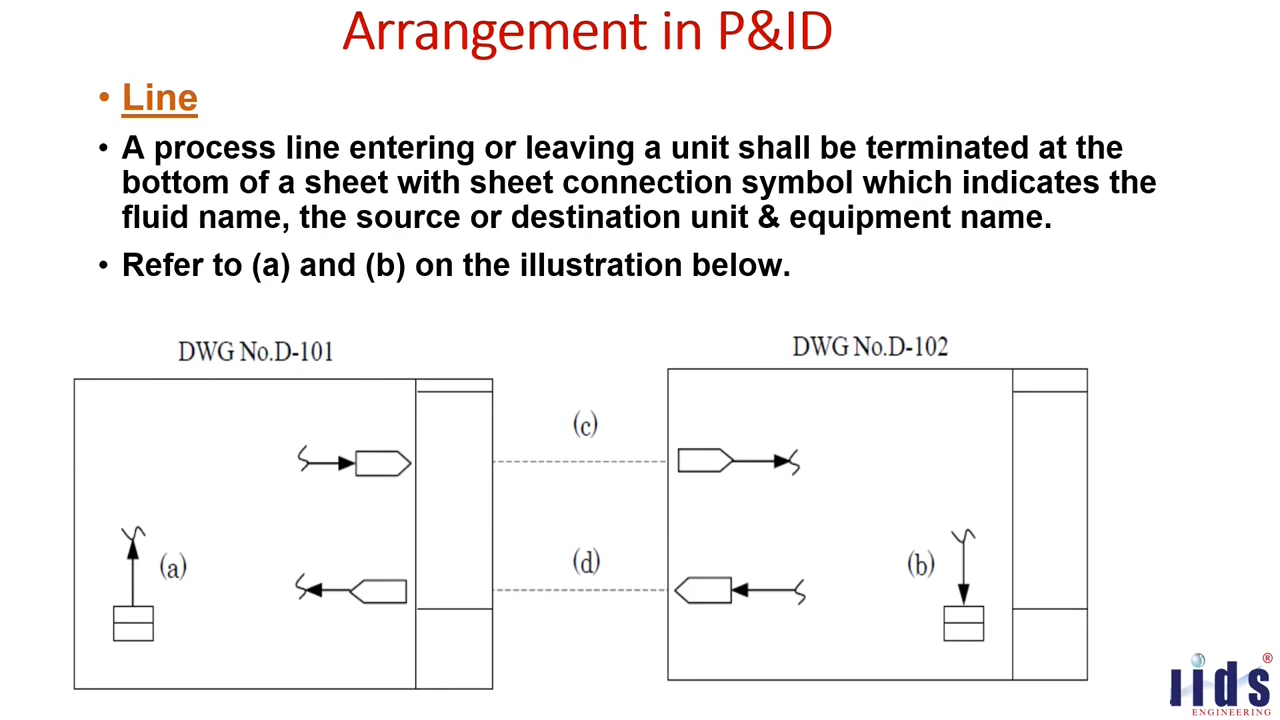 Arrangement in P&ID
• Line
• A process line entering or leaving a unit shall be terminated at the
bottom of a sheet with sheet connection symbol which indicates the
fluid name, the source or destination unit & equipment name.
• Refer to (a) and (b) on the illustration below.
DWG No.D-101
DWG No.D-102
(c)
(a)
(d)
(b)
iids®
ENGINEERING